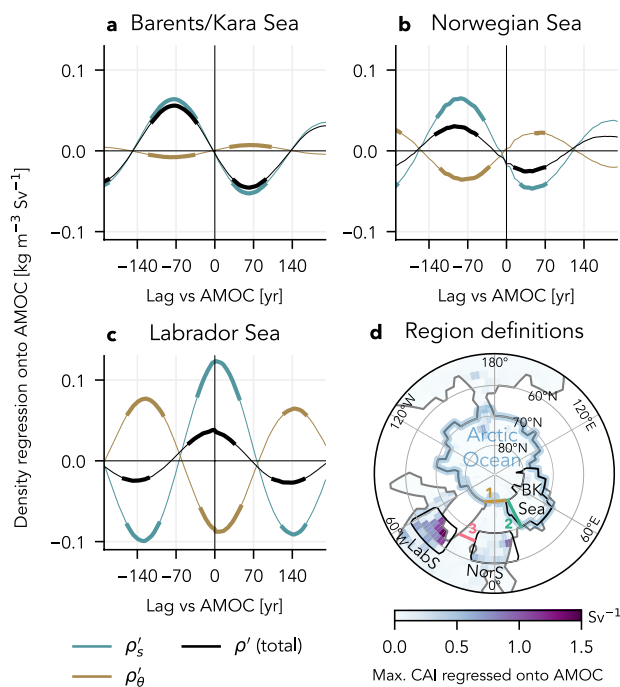 a Barents/Kara Sea
b Norwegian Sea
0.1
0.0
−0.1
−140 −70 0 70 140
Lag vs AMOC [yr]
0.1
0.0
−0.1
−140 −70 0 70 140
Lag vs AMOC [yr]
Density regression onto AMOC [kg m⁻³ Sv⁻¹]
c Labrador Sea
d Region definitions
0.1
0.0
−0.1
−140 −70 0 70 140
Lag vs AMOC [yr]
180°
120°W
120°E
60°N
70°N
80°N
Arctic
Ocean
BK
Sea
1
2
3
60°W
60°E
LabS
NorS
0°
Sv⁻¹
0.0 0.5 1.0 1.5
Max. CAI regressed onto AMOC
ρ′s
ρ′ (total)
ρ′θ